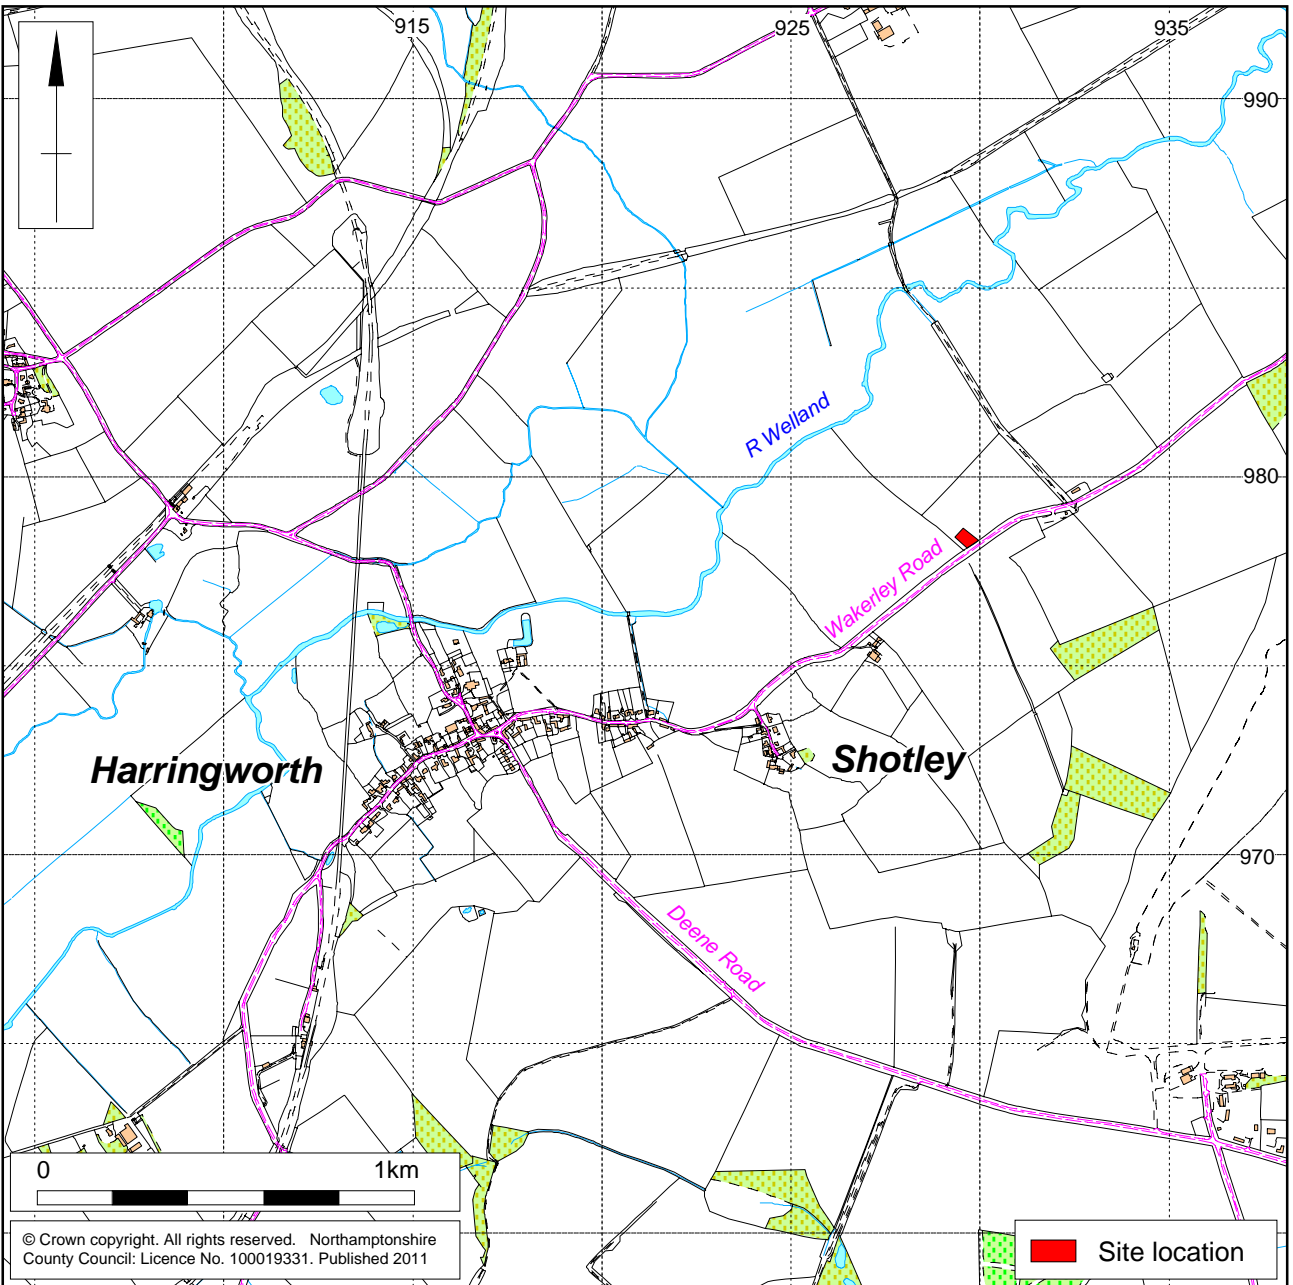 915
925
935
990
R Welland
980
Wakerley Road
Harringworth
Shotley
970
Deene Road
0 1km
© Crown copyright. All rights reserved. Northamptonshire
County Council: Licence No. 100019331. Published 2011
Site location